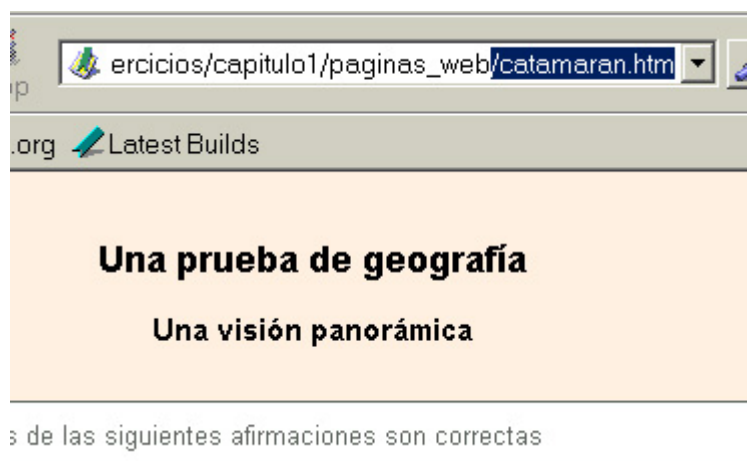 ercicios/capitulo1/paginas_web/catamaran.htm
op
.org Latest Builds
Una prueba de geografía
Una visión panorámica
s de las siguientes afirmaciones son correctas